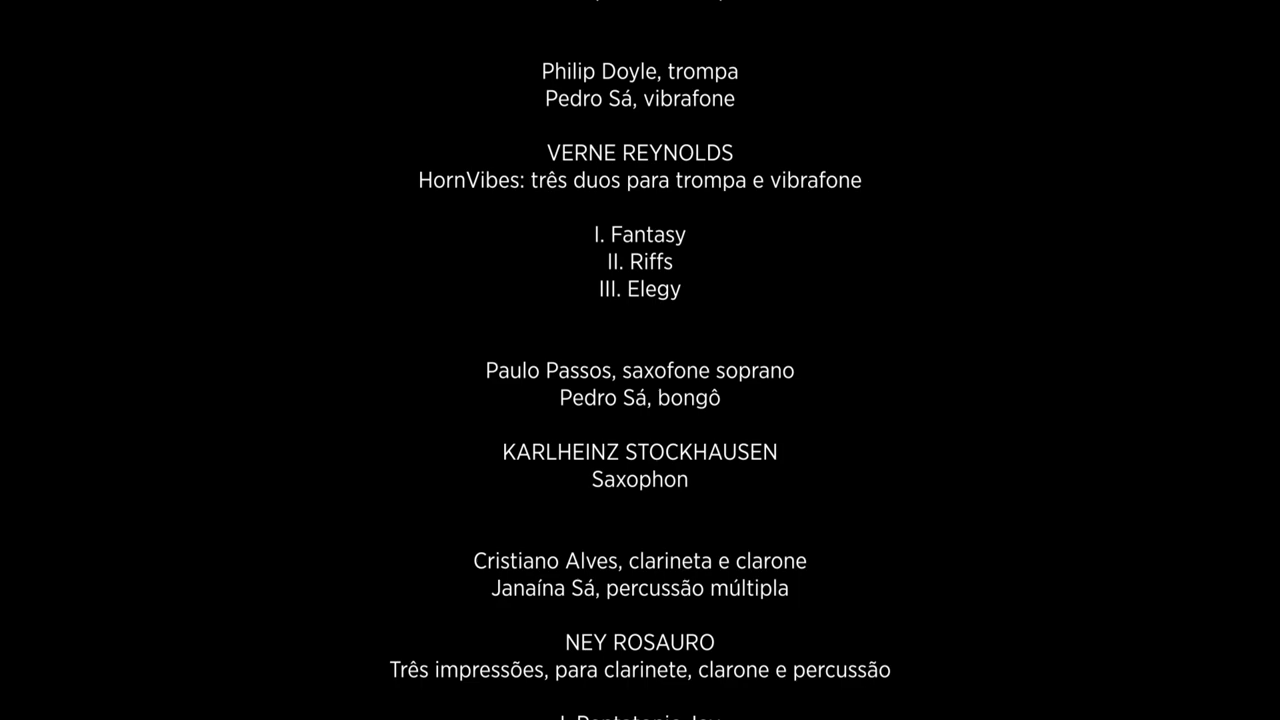 Philip Doyle, trompa
Pedro Sá, vibrafone
VERNE REYNOLDS
HornVibes: três duos para trompa e vibrafone
I. Fantasy
II. Riffs
III. Elegy
Paulo Passos, saxofone soprano
Pedro Sá, bongô
KARLHEINZ STOCKHAUSEN
Saxophon
Cristiano Alves, clarineta e clarone
Janaína Sá, percussão múltipla
NEY ROSAURO
Três impressões, para clarinete, clarone e percussão